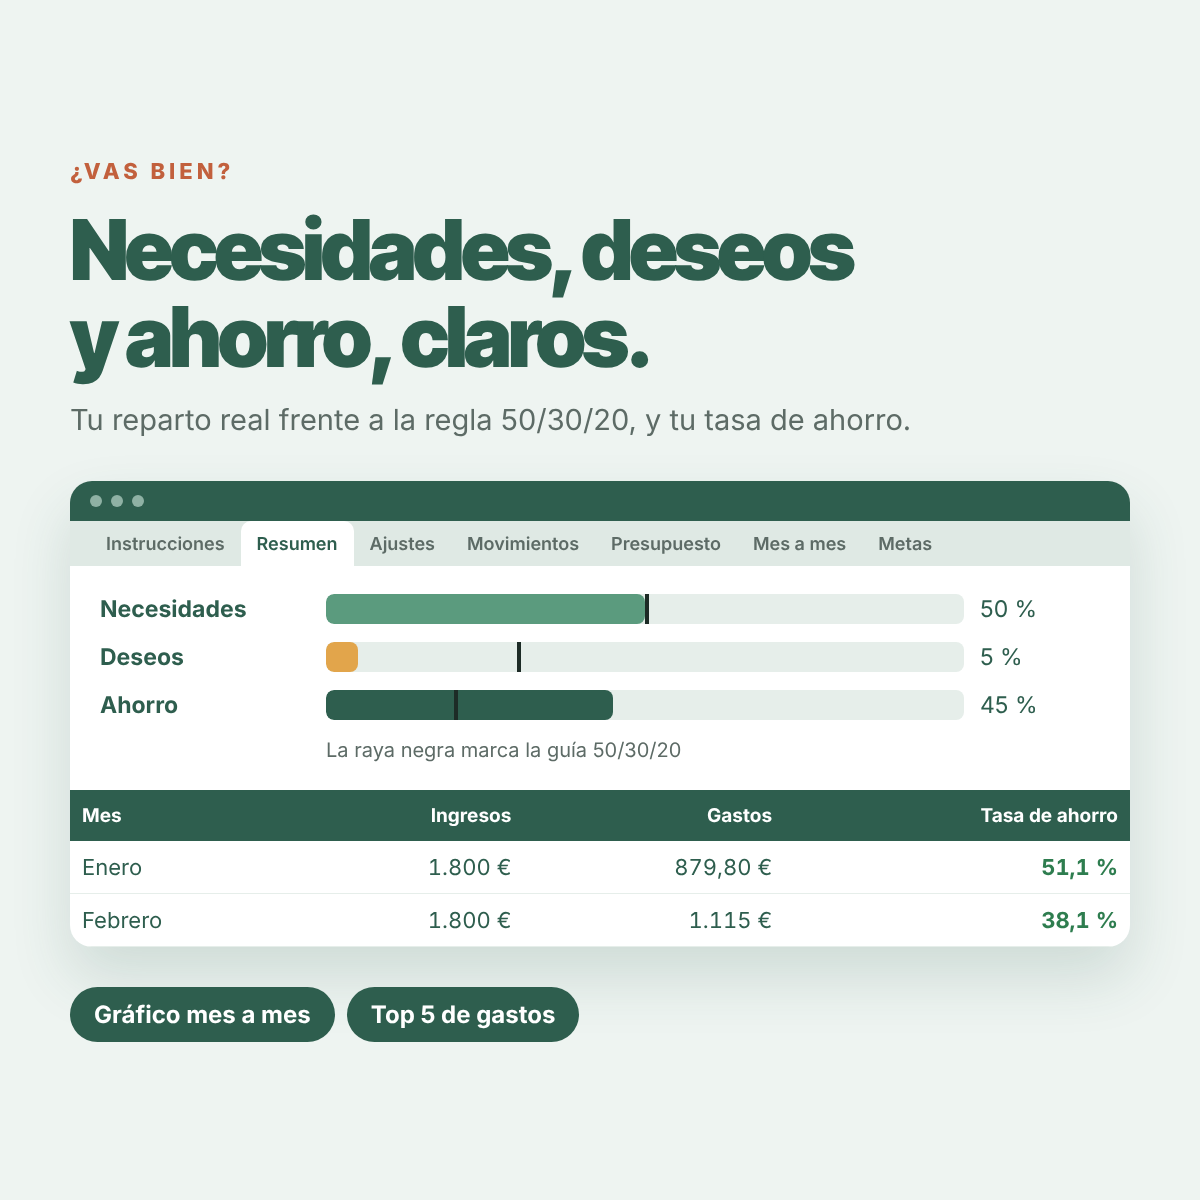 ¿VAS BIEN?
Necesidades, deseos
y ahorro, claros.
Tu reparto real frente a la regla 50/30/20, y tu tasa de ahorro.
Instrucciones Resumen Ajustes Movimientos Presupuesto Mes a mes Metas
Necesidades 50 %
Deseos 5 %
Ahorro 45 %
La raya negra marca la guía 50/30/20
Mes Ingresos Gastos Tasa de ahorro
Enero 1.800 € 879,80 € 51,1 %
Febrero 1.800 € 1.115 € 38,1 %
Gráfico mes a mes Top 5 de gastos